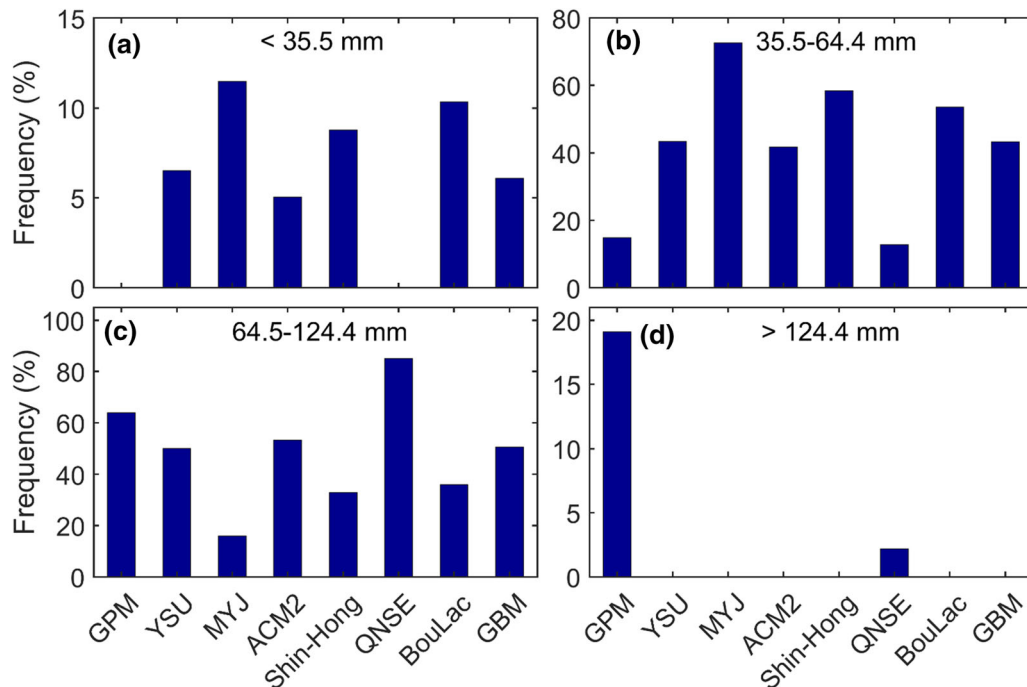 (a)
< 35.5 mm
15
10
5
0
Frequency (%)
(b)
35.5-64.4 mm
80
60
40
20
0
(c)
64.5-124.4 mm
100
80
60
40
20
0
Frequency (%)
GPM
YSU
MYJ
ACM2
Shin-Hong
QNSE
BouLac
GBM
(d)
> 124.4 mm
20
15
10
5
0
GPM
YSU
MYJ
ACM2
Shin-Hong
QNSE
BouLac
GBM